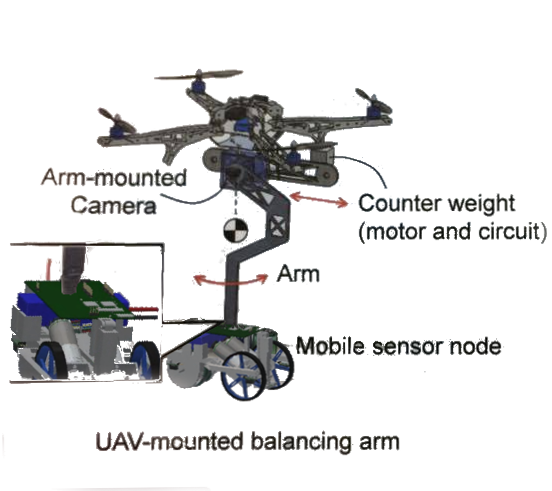 Arm-mounted
Camera
Counter weight
(motor and circuit)
Arm
Mobile sensor node
UAV-mounted balancing arm